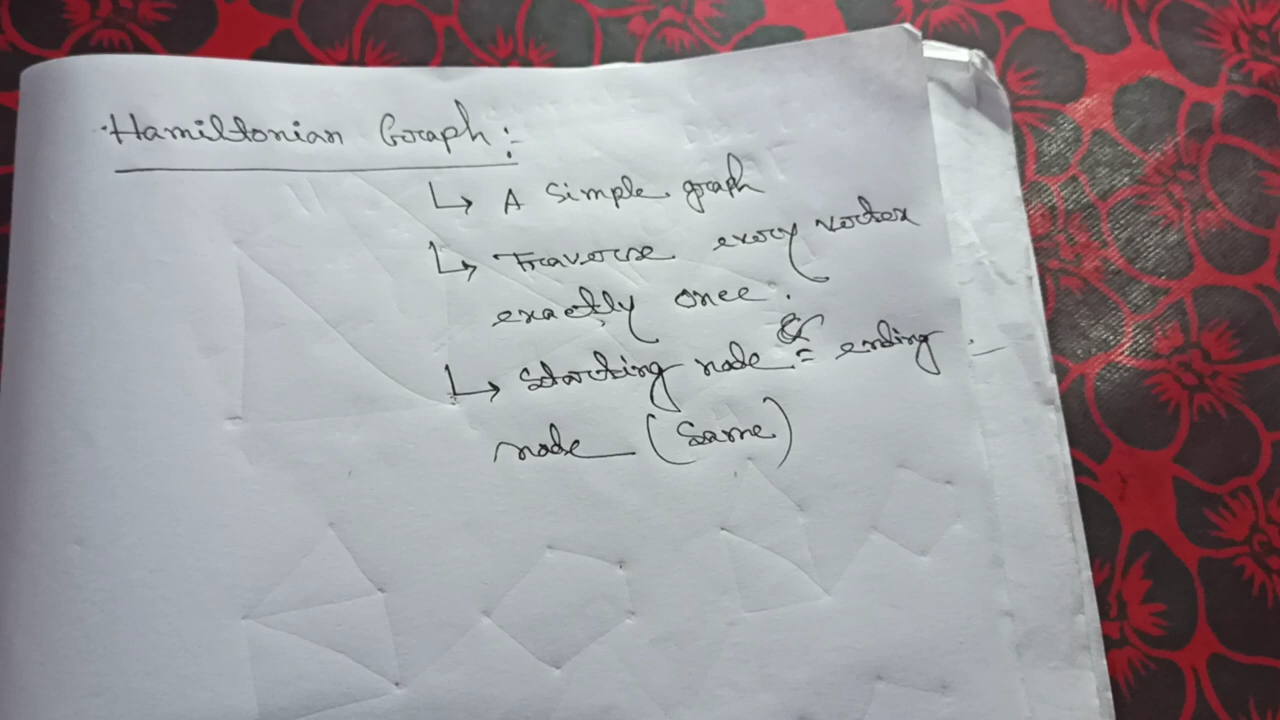 Hamiltonian Graph:-
↳ A simple graph
↳ Traverse every vertex
exactly once.
↳ Starting node & = ending
node (Same)